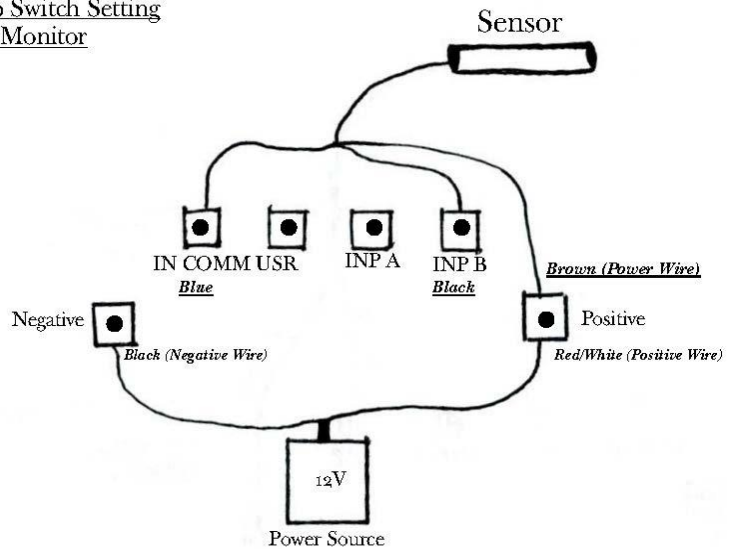 Switch Setting
Monitor
Sensor
IN COMM USR INP A INP B
Blue Black
Brown (Power Wire)
Negative Positive
Black (Negative Wire) Red/White (Positive Wire)
12V
Power Source